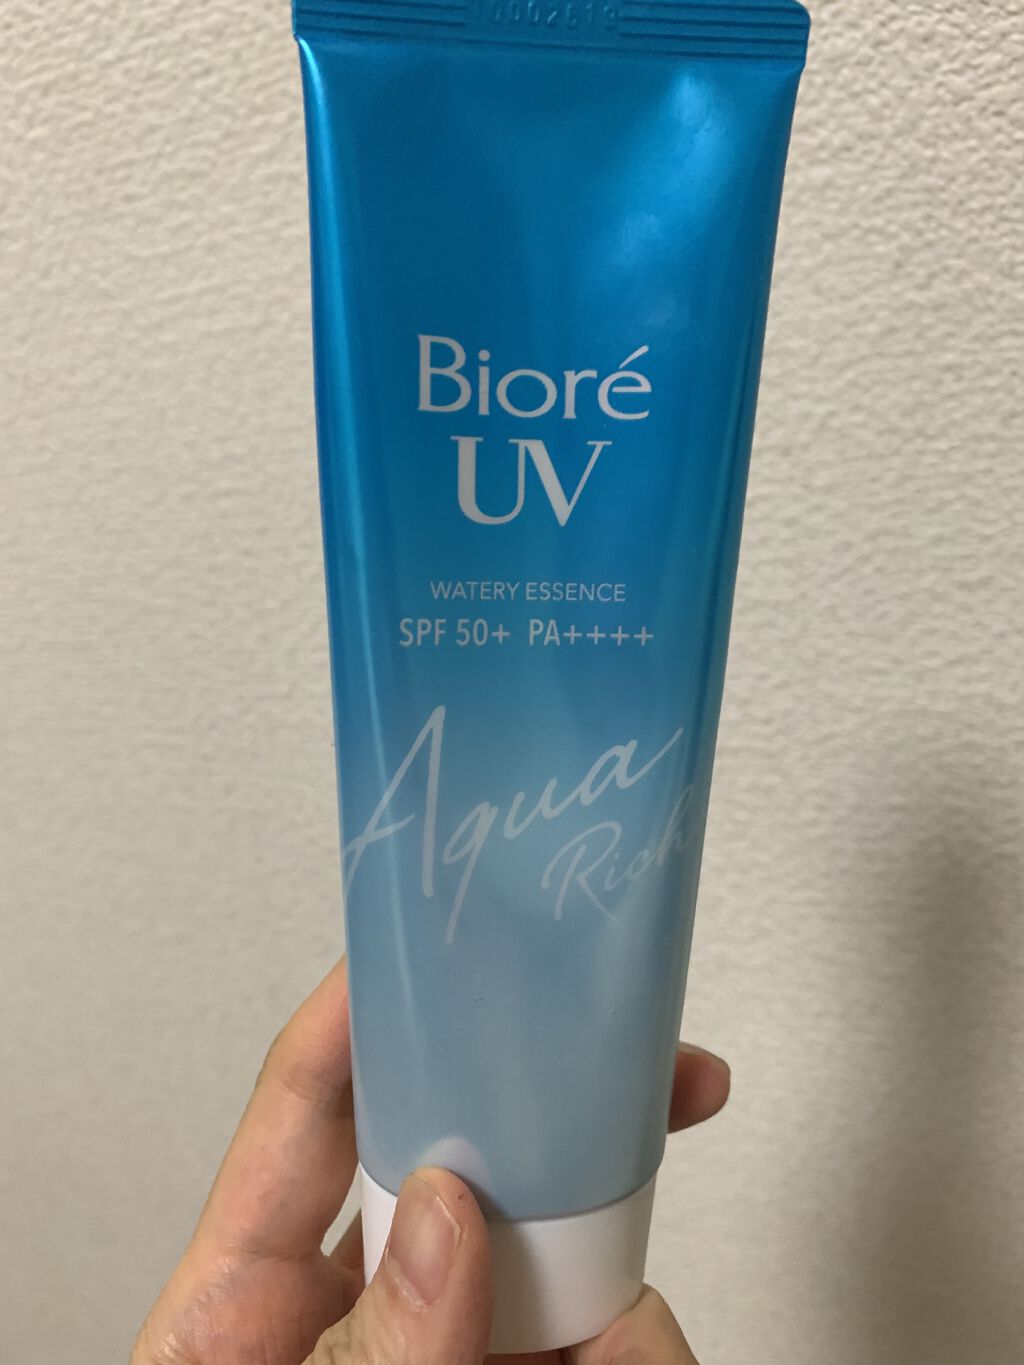 Bioré
UV
WATERY ESSENCE
SPF 50+ PA++++
Aqua
Rich